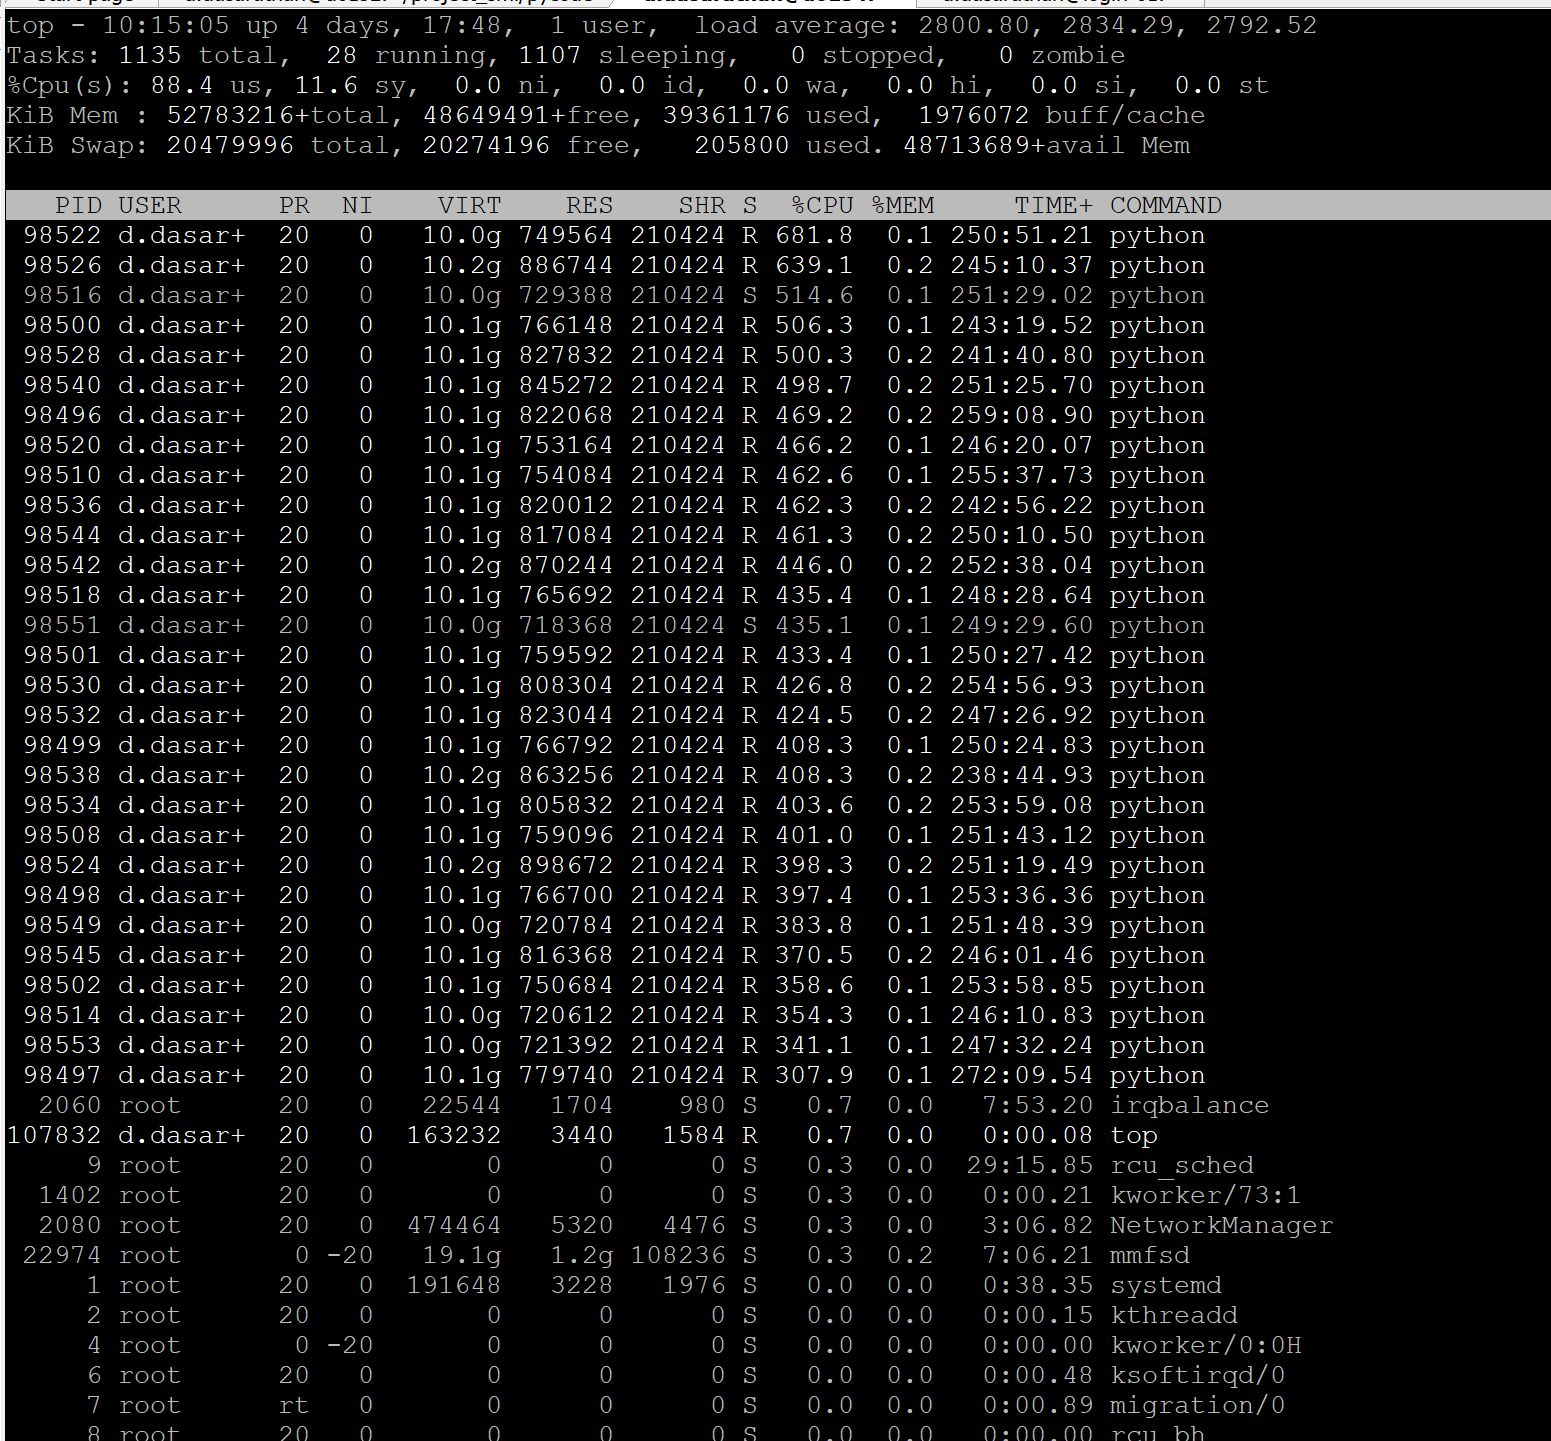 Start page
top - 10:15:05 up 4 days, 17:48,  1 user,  load average: 2800.80, 2834.29, 2792.52
Tasks: 1135 total,  28 running, 1107 sleeping,   0 stopped,   0 zombie
%Cpu(s): 88.4 us, 11.6 sy,  0.0 ni,  0.0 id,  0.0 wa,  0.0 hi,  0.0 si,  0.0 st
KiB Mem : 52783216+total, 48649491+free, 39361176 used,  1976072 buff/cache
KiB Swap: 20479996 total, 20274196 free,   205800 used. 48713689+avail Mem
PID USER PR NI VIRT RES SHR S %CPU %MEM TIME+ COMMAND
98522 d.dasar+ 20 0 10.0g 749564 210424 R 681.8 0.1 250:51.21 python
98526 d.dasar+ 20 0 10.2g 886744 210424 R 639.1 0.2 245:10.37 python
98516 d.dasar+ 20 0 10.0g 729388 210424 S 514.6 0.1 251:29.02 python
98500 d.dasar+ 20 0 10.1g 766148 210424 R 506.3 0.1 243:19.52 python
98528 d.dasar+ 20 0 10.1g 827832 210424 R 500.3 0.2 241:40.80 python
98540 d.dasar+ 20 0 10.1g 845272 210424 R 498.7 0.2 251:25.70 python
98496 d.dasar+ 20 0 10.1g 822068 210424 R 469.2 0.2 259:08.90 python
98520 d.dasar+ 20 0 10.1g 753164 210424 R 466.2 0.1 246:20.07 python
98510 d.dasar+ 20 0 10.1g 754084 210424 R 462.6 0.1 255:37.73 python
98536 d.dasar+ 20 0 10.1g 820012 210424 R 462.3 0.2 242:56.22 python
98544 d.dasar+ 20 0 10.1g 817084 210424 R 461.3 0.2 250:10.50 python
98542 d.dasar+ 20 0 10.2g 870244 210424 R 446.0 0.2 252:38.04 python
98518 d.dasar+ 20 0 10.1g 765692 210424 R 435.4 0.1 248:28.64 python
98551 d.dasar+ 20 0 10.0g 718368 210424 S 435.1 0.1 249:29.60 python
98501 d.dasar+ 20 0 10.1g 759592 210424 R 433.4 0.1 250:27.42 python
98530 d.dasar+ 20 0 10.1g 808304 210424 R 426.8 0.2 254:56.93 python
98532 d.dasar+ 20 0 10.1g 823044 210424 R 424.5 0.2 247:26.92 python
98499 d.dasar+ 20 0 10.1g 766792 210424 R 408.3 0.1 250:24.83 python
98538 d.dasar+ 20 0 10.2g 863256 210424 R 408.3 0.2 238:44.93 python
98534 d.dasar+ 20 0 10.1g 805832 210424 R 403.6 0.2 253:59.08 python
98508 d.dasar+ 20 0 10.1g 759096 210424 R 401.0 0.1 251:43.12 python
98524 d.dasar+ 20 0 10.2g 898672 210424 R 398.3 0.2 251:19.49 python
98498 d.dasar+ 20 0 10.1g 766700 210424 R 397.4 0.1 253:36.36 python
98549 d.dasar+ 20 0 10.0g 720784 210424 R 383.8 0.1 251:48.39 python
98545 d.dasar+ 20 0 10.1g 816368 210424 R 370.5 0.2 246:01.46 python
98502 d.dasar+ 20 0 10.1g 750684 210424 R 358.6 0.1 253:58.85 python
98514 d.dasar+ 20 0 10.0g 720612 210424 R 354.3 0.1 246:10.83 python
98553 d.dasar+ 20 0 10.0g 721392 210424 R 341.1 0.1 247:32.24 python
98497 d.dasar+ 20 0 10.1g 779740 210424 R 307.9 0.1 272:09.54 python
2060 root 20 0 22544 1704 980 S 0.7 0.0 7:53.20 irqbalance
107832 d.dasar+ 20 0 163232 3440 1584 R 0.7 0.0 0:00.08 top
9 root 20 0 0 0 0 S 0.3 0.0 29:15.85 rcu_sched
1402 root 20 0 0 0 0 S 0.3 0.0 0:00.21 kworker/73:1
2080 root 20 0 474464 5320 4476 S 0.3 0.0 3:06.82 NetworkManager
22974 root 0 -20 19.1g 1.2g 108236 S 0.3 0.2 7:06.21 mmfsd
1 root 20 0 191648 3228 1976 S 0.0 0.0 0:38.35 systemd
2 root 20 0 0 0 0 S 0.0 0.0 0:00.15 kthreadd
4 root 0 -20 0 0 0 S 0.0 0.0 0:00.00 kworker/0:0H
6 root 20 0 0 0 0 S 0.0 0.0 0:00.48 ksoftirqd/0
7 root rt 0 0 0 0 S 0.0 0.0 0:00.89 migration/0
8 root 20 0 0 0 0 S 0.0 0.0 0:00.00 rcu_bh